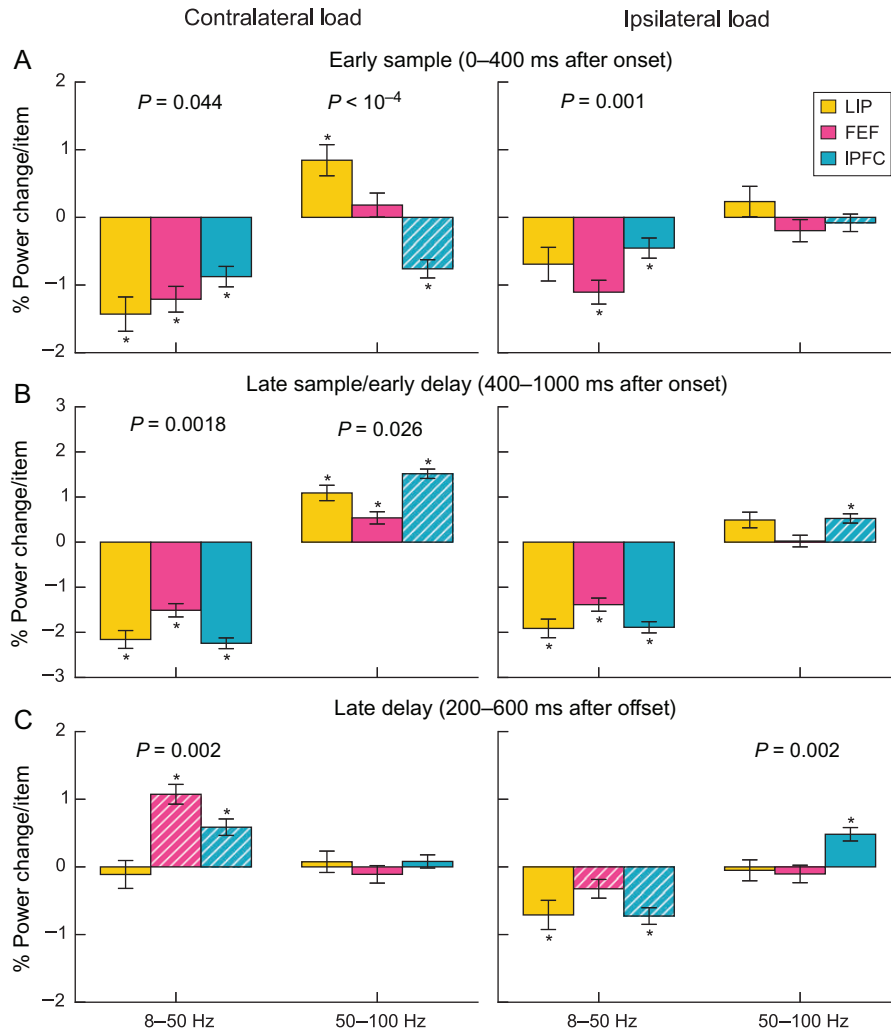 Contralateral load
Ipsilateral load
A
Early sample (0–400 ms after onset)
% Power change/item
2
1
0
−1
−2
P = 0.044
P < 10⁻⁴
P = 0.001
*
*
*
*
*
*
*
LIP
FEF
lPFC
B
Late sample/early delay (400–1000 ms after onset)
% Power change/item
3
2
1
0
−1
−2
−3
P = 0.0018
P = 0.026
*
*
*
*
*
*
*
*
*
*
C
Late delay (200–600 ms after offset)
% Power change/item
2
1
0
−1
−2
P = 0.002
P = 0.002
*
*
*
*
*
8–50 Hz
50–100 Hz
8–50 Hz
50–100 Hz